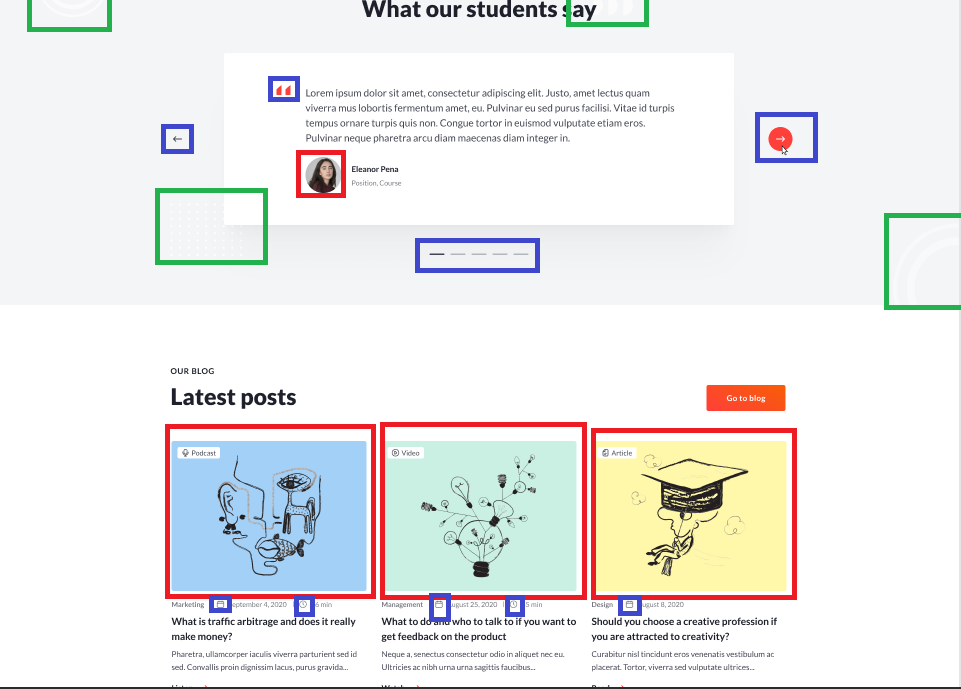 What our students say
“
Lorem ipsum dolor sit amet, consectetur adipiscing elit. Justo, amet lectus quam
viverra mus lobortis fermentum amet, eu. Pulvinar eu sed purus facilisi. Vitae id turpis
tempus ornare turpis quis non. Congue tortor in euismod vulputate etiam eros.
Pulvinar neque pharetra arcu diam maecenas diam integer in.
Eleanor Pena
Position, Course
OUR BLOG
Latest posts
Go to blog
Podcast
Video
Article
Marketing September 4, 2020 36 min
Management August 25, 2020 45 min
Design August 8, 2020
What is traffic arbitrage and does it really
make money?
What to do and who to talk to if you want to
get feedback on the product
Should you choose a creative profession if
you are attracted to creativity?
Pharetra, ullamcorper iaculis viverra parturient sed id
sed. Convallis proin dignissim lacus, purus gravida...
Neque a, senectus consectetur odio in aliquet nec eu.
Ultricies ac nibh urna urna sagittis faucibus...
Curabitur nisl tincidunt eros venenatis vestibulum ac
placerat. Tortor, viverra sed vulputate ultrices...